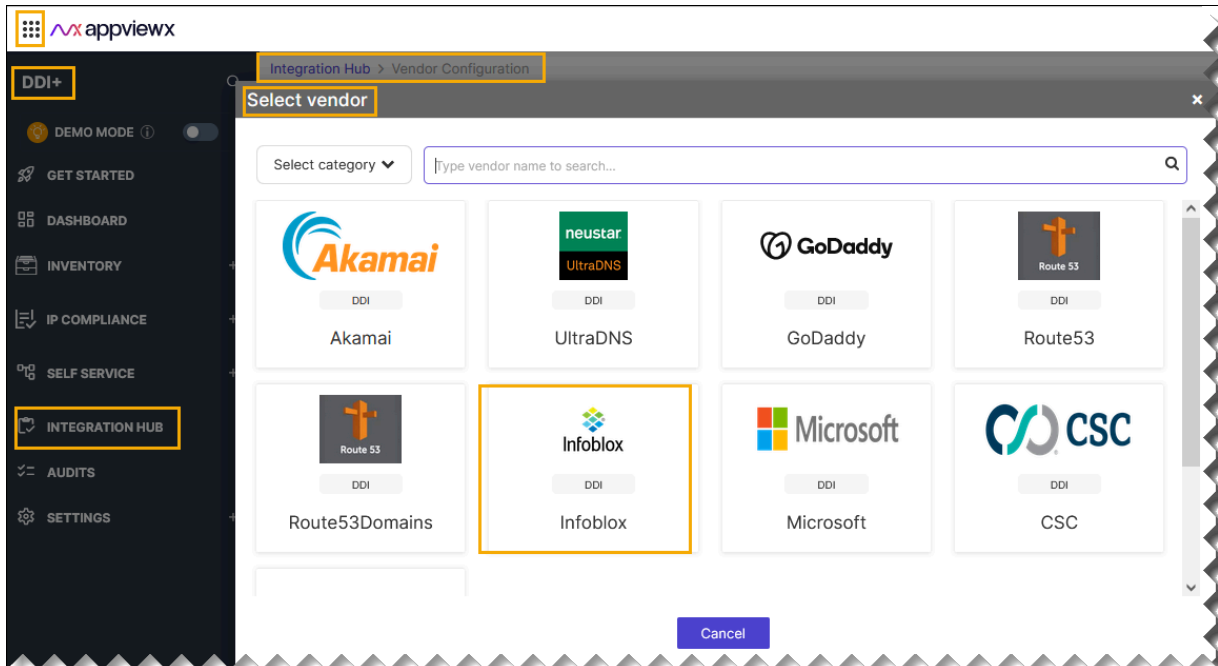 appviewx
DDI+
Integration Hub > Vendor Configuration
Select vendor
DEMO MODE
GET STARTED
DASHBOARD
INVENTORY
IP COMPLIANCE
SELF SERVICE
INTEGRATION HUB
AUDITS
SETTINGS
Select category
Type vendor name to search...
Akamai
DDI
Akamai
neustar
UltraDNS
DDI
UltraDNS
GoDaddy
DDI
GoDaddy
Route 53
DDI
Route53
Route 53
DDI
Route53Domains
Infoblox
DDI
Infoblox
Microsoft
DDI
Microsoft
CSC
DDI
CSC
Cancel